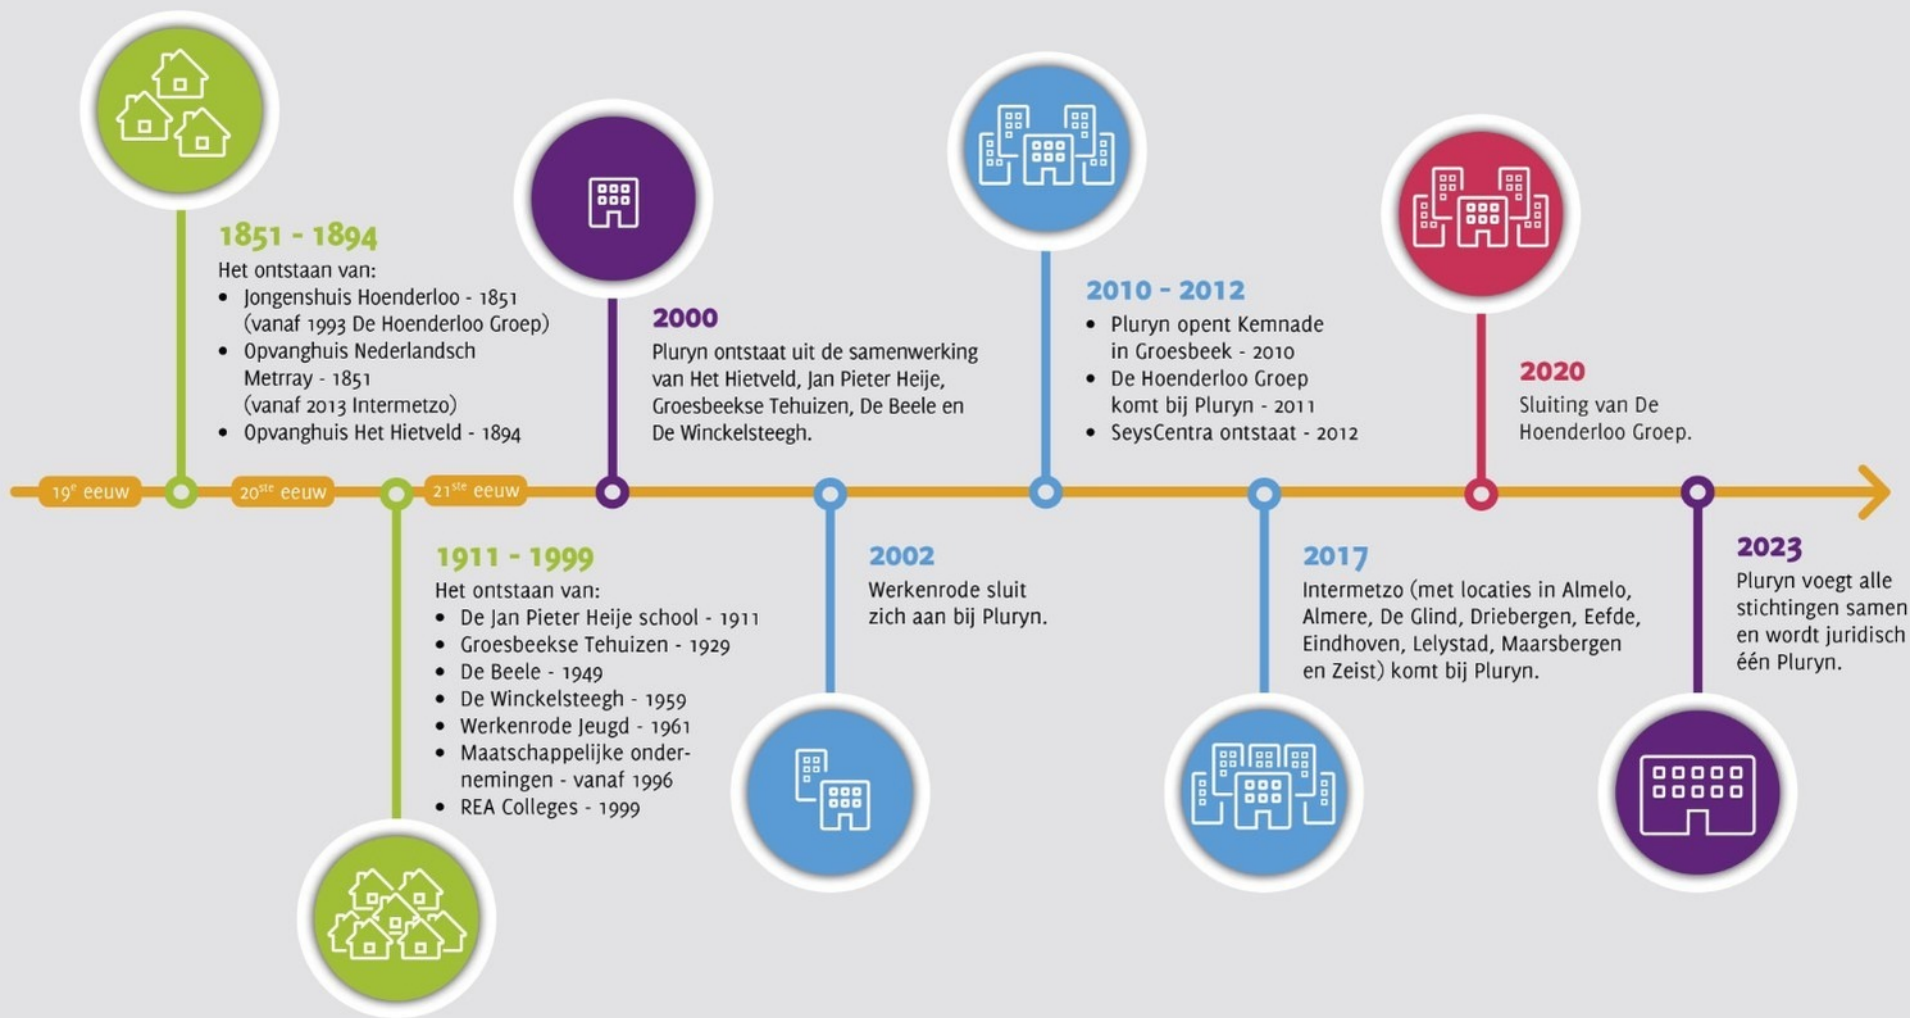 1851 - 1894
Het ontstaan van:
• Jongenshuis Hoenderloo - 1851
(vanaf 1993 De Hoenderloo Groep)
• Opvanghuis Nederlandsch
Metrray - 1851
(vanaf 2013 Intermetzo)
• Opvanghuis Het Hietveld - 1894
2000
Pluryn ontstaat uit de samenwerking
van Het Hietveld, Jan Pieter Heije,
Groesbeekse Tehuizen, De Beele en
De Winckelsteegh.
2010 - 2012
• Pluryn opent Kemnade
in Groesbeek - 2010
• De Hoenderloo Groep
komt bij Pluryn - 2011
• SeysCentra ontstaat - 2012
2020
Sluiting van De
Hoenderloo Groep.
19e eeuw
20ste eeuw
21ste eeuw
1911 - 1999
Het ontstaan van:
• De Jan Pieter Heije school - 1911
• Groesbeekse Tehuizen - 1929
• De Beele - 1949
• De Winckelsteegh - 1959
• Werkenrode Jeugd - 1961
• Maatschappelijke onder-
nemingen - vanaf 1996
• REA Colleges - 1999
2002
Werkenrode sluit
zich aan bij Pluryn.
2017
Intermetzo (met locaties in Almelo,
Almere, De Glind, Driebergen, Eefde,
Eindhoven, Lelystad, Maarsbergen
en Zeist) komt bij Pluryn.
2023
Pluryn voegt alle
stichtingen samen
en wordt juridisch
één Pluryn.